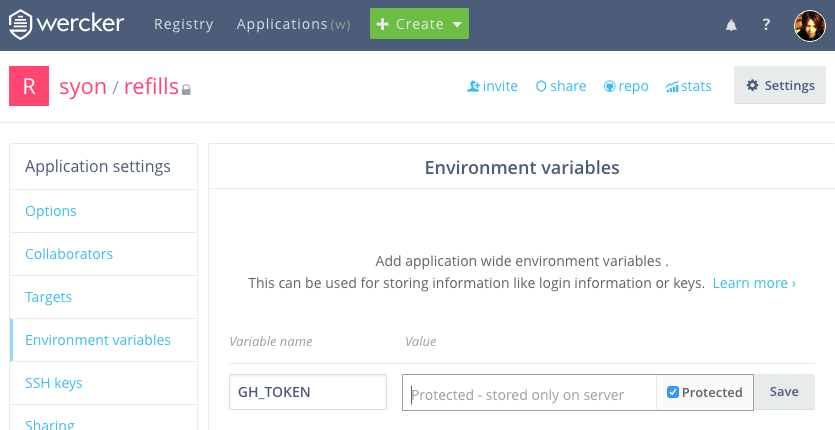 wercker Registry Applications (w) + Create ?
R syon / refills invite share repo stats Settings
Application settings
Options
Collaborators
Targets
Environment variables
SSH keys
Sharing
Environment variables
Add application wide environment variables .
This can be used for storing information like login information or keys. Learn more ›
Variable name Value
GH_TOKEN Protected - stored only on server Protected Save